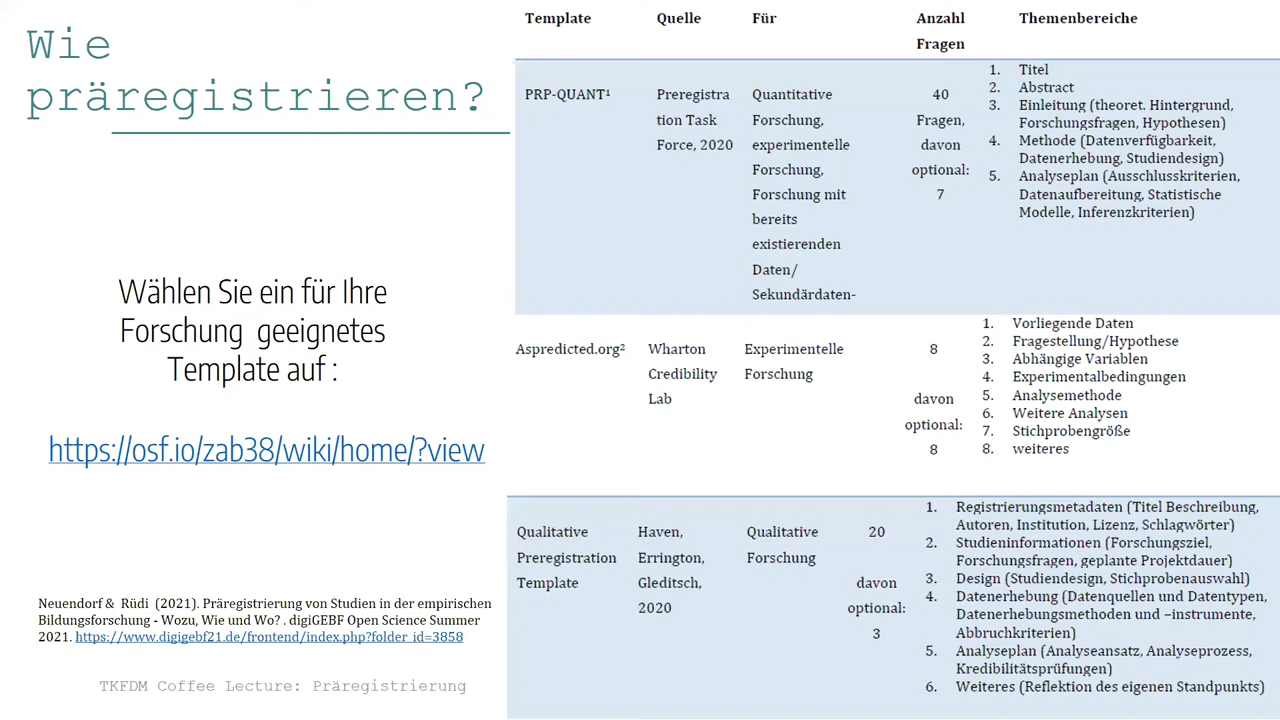 Wie
präregistrieren?
Wählen Sie ein für Ihre
Forschung geeignetes
Template auf :
https://osf.io/zab38/wiki/home/?view
Neuendorf & Rüdi (2021). Präregistrierung von Studien in der empirischen
Bildungsforschung - Wozu, Wie und Wo? . digiGEBF Open Science Summer
2021. https://www.digigebf21.de/frontend/index.php?folder_id=3858
TKFDM Coffee Lecture: Präregistrierung
Template Quelle Für Anzahl Fragen Themenbereiche
PRP-QUANT¹
Preregistra
tion Task
Force, 2020
Quantitative
Forschung,
experimentelle
Forschung,
Forschung mit
bereits
existierenden
Daten/
Sekundärdaten-
40
Fragen,
davon
optional:
7
1. Titel
2. Abstract
3. Einleitung (theoret. Hintergrund,
Forschungsfragen, Hypothesen)
4. Methode (Datenverfügbarkeit,
Datenerhebung, Studiendesign)
5. Analyseplan (Ausschlusskriterien,
Datenaufbereitung, Statistische
Modelle, Inferenzkriterien)
Aspredicted.org²
Wharton
Credibility
Lab
Experimentelle
Forschung
8
davon
optional:
8
1. Vorliegende Daten
2. Fragestellung/Hypothese
3. Abhängige Variablen
4. Experimentalbedingungen
5. Analysemethode
6. Weitere Analysen
7. Stichprobengröße
8. weiteres
Qualitative
Preregistration
Template
Haven,
Errington,
Gleditsch,
2020
Qualitative
Forschung
20
davon
optional:
3
1. Registrierungsmetadaten (Titel Beschreibung,
Autoren, Institution, Lizenz, Schlagwörter)
2. Studieninformationen (Forschungsziel,
Forschungsfragen, geplante Projektdauer)
3. Design (Studiendesign, Stichprobenauswahl)
4. Datenerhebung (Datenquellen und Datentypen,
Datenerhebungsmethoden und –instrumente,
Abbruchkriterien)
5. Analyseplan (Analyseansatz, Analyseprozess,
Kredibilitätsprüfungen)
6. Weiteres (Reflektion des eigenen Standpunkts)